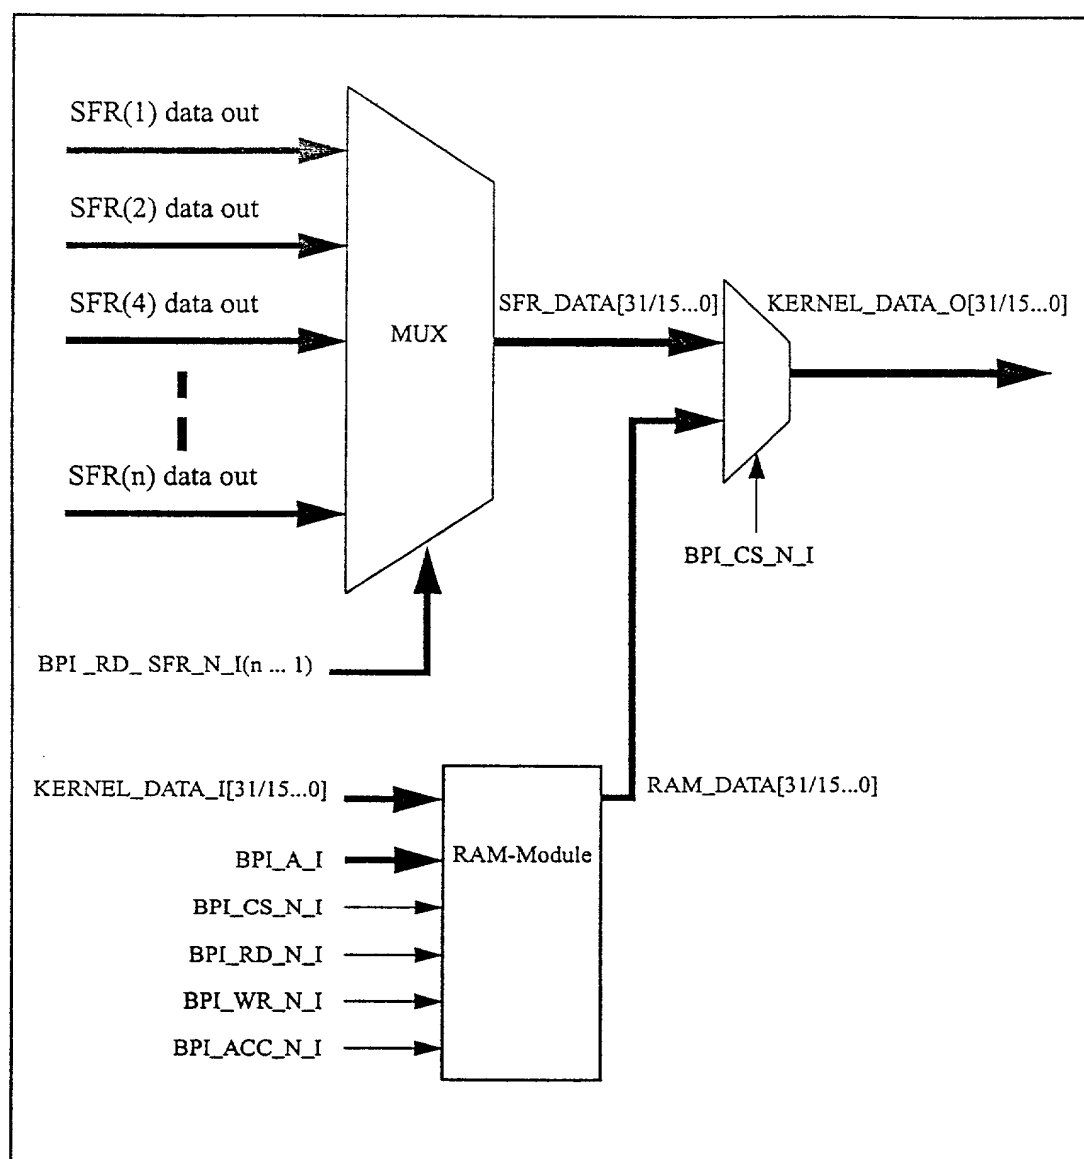 SFR(1) data out
SFR(2) data out
SFR(4) data out
MUX
SFR_DATA[31/15...0]
KERNEL_DATA_O[31/15...0]
SFR(n) data out
BPI_CS_N_I
BPI _RD_ SFR_N_I(n ... 1)
KERNEL_DATA_I[31/15...0]
RAM_DATA[31/15...0]
BPI_A_I
RAM-Module
BPI_CS_N_I
BPI_RD_N_I
BPI_WR_N_I
BPI_ACC_N_I